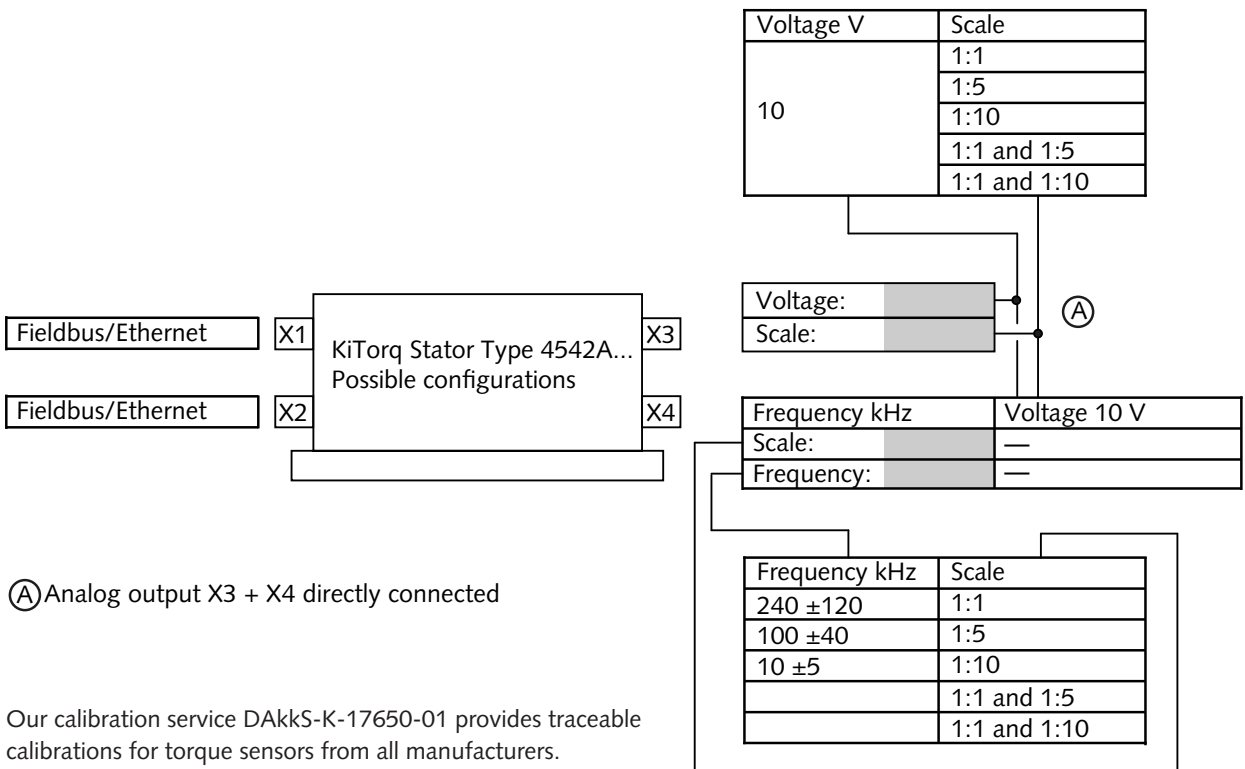 Voltage V Scale
10
1:1
1:5
1:10
1:1 and 1:5
1:1 and 1:10
Voltage:
Scale:
A
Fieldbus/Ethernet X1
Fieldbus/Ethernet X2
KiTorq Stator Type 4542A...
Possible configurations
X3
X4
Frequency kHz Voltage 10 V
Scale: —
Frequency: —
Frequency kHz Scale
240 ±120 1:1
100 ±40 1:5
10 ±5 1:10
1:1 and 1:5
1:1 and 1:10
A Analog output X3 + X4 directly connected
Our calibration service DAkkS-K-17650-01 provides traceable
calibrations for torque sensors from all manufacturers.